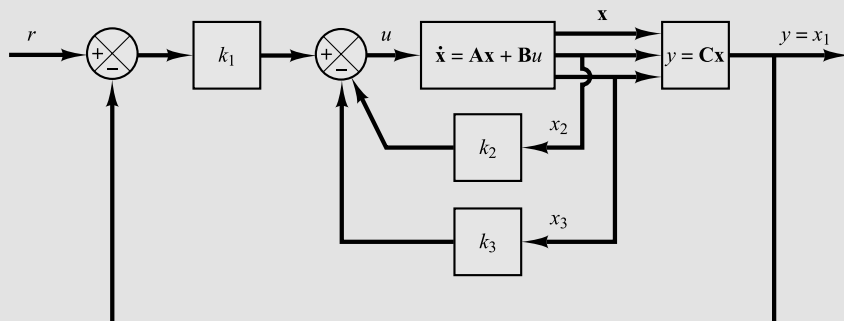 r
+
−
k₁
+
−
u
ẋ = Ax + Bu
x
y = Cx
y = x₁
k₂
x₂
k₃
x₃